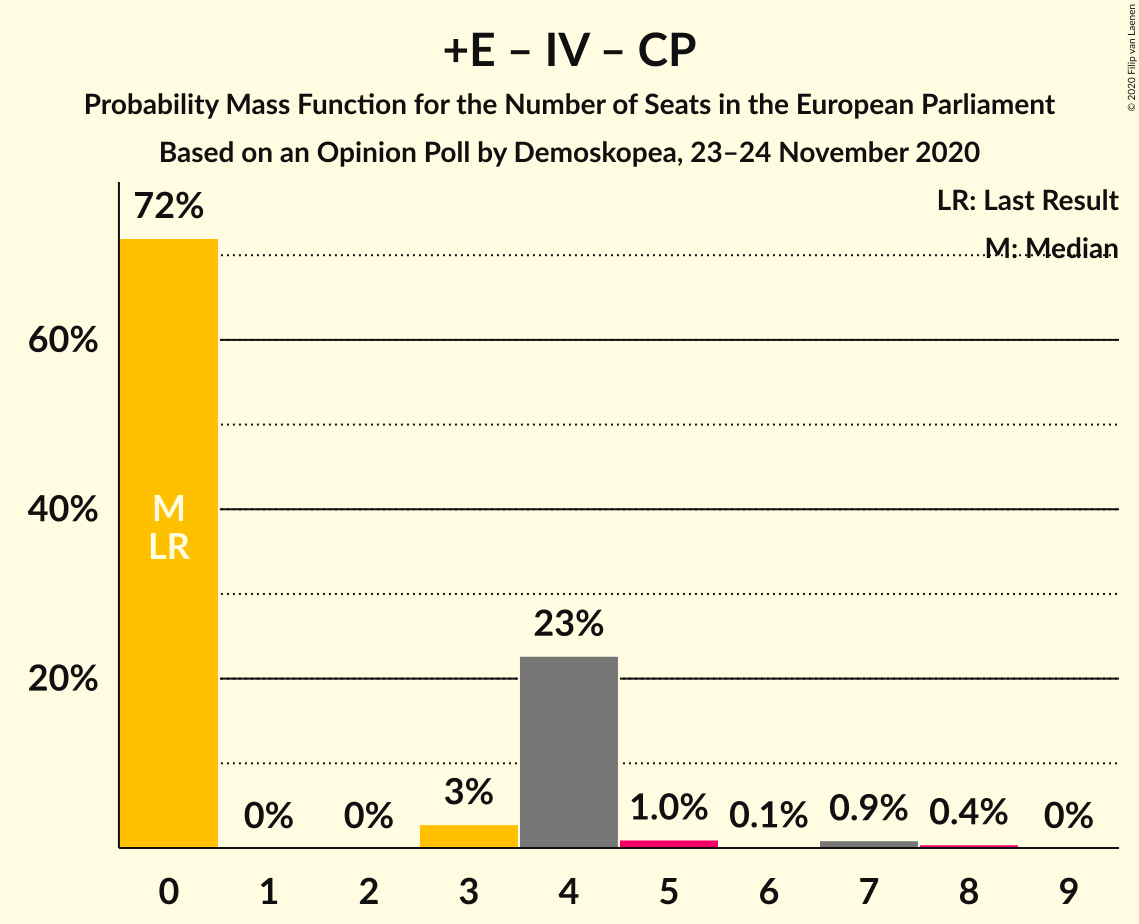 +E – IV – CP
Probability Mass Function for the Number of Seats in the European Parliament
Based on an Opinion Poll by Demoskopea, 23–24 November 2020
© 2020 Filip van Laenen
LR: Last Result
M: Median
72%
60%
40%
20%
M
LR
0%
0%
3%
23%
1.0%
0.1%
0.9%
0.4%
0%
0 1 2 3 4 5 6 7 8 9